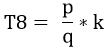 T8 = p/q * k